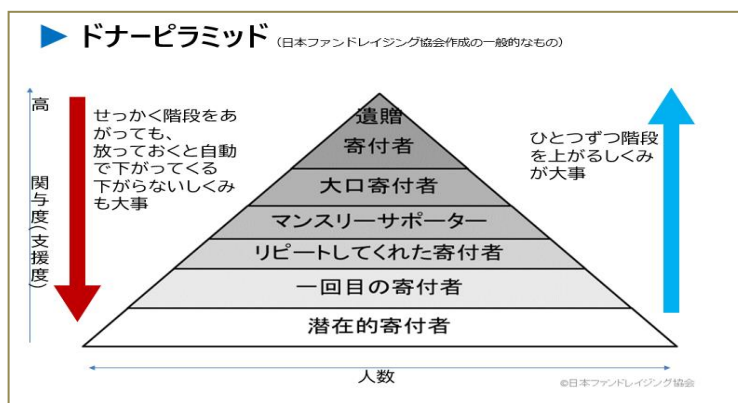 ドナーピラミッド (日本ファンドレイジング協会作成の一般的なもの)
高
関与度(支援度)
せっかく階段をあ
がっても、
放っておくと自動
で下がってくる
下がらないしくみ
も大事
遺贈
寄付者
大口寄付者
マンスリーサポーター
リピートしてくれた寄付者
一回目の寄付者
潜在的寄付者
ひとつずつ階段
を上がるしくみ
が大事
人数
©日本ファンドレイジング協会